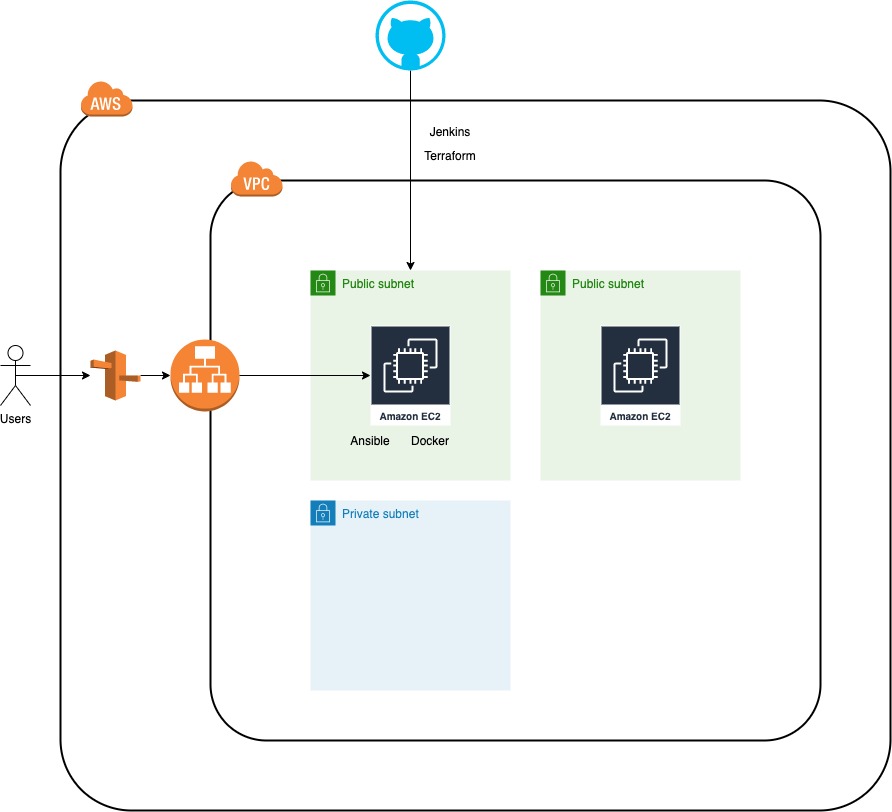 AWS
Jenkins
Terraform
VPC
Public subnet
Public subnet
Users
Amazon EC2
Amazon EC2
Ansible
Docker
Private subnet